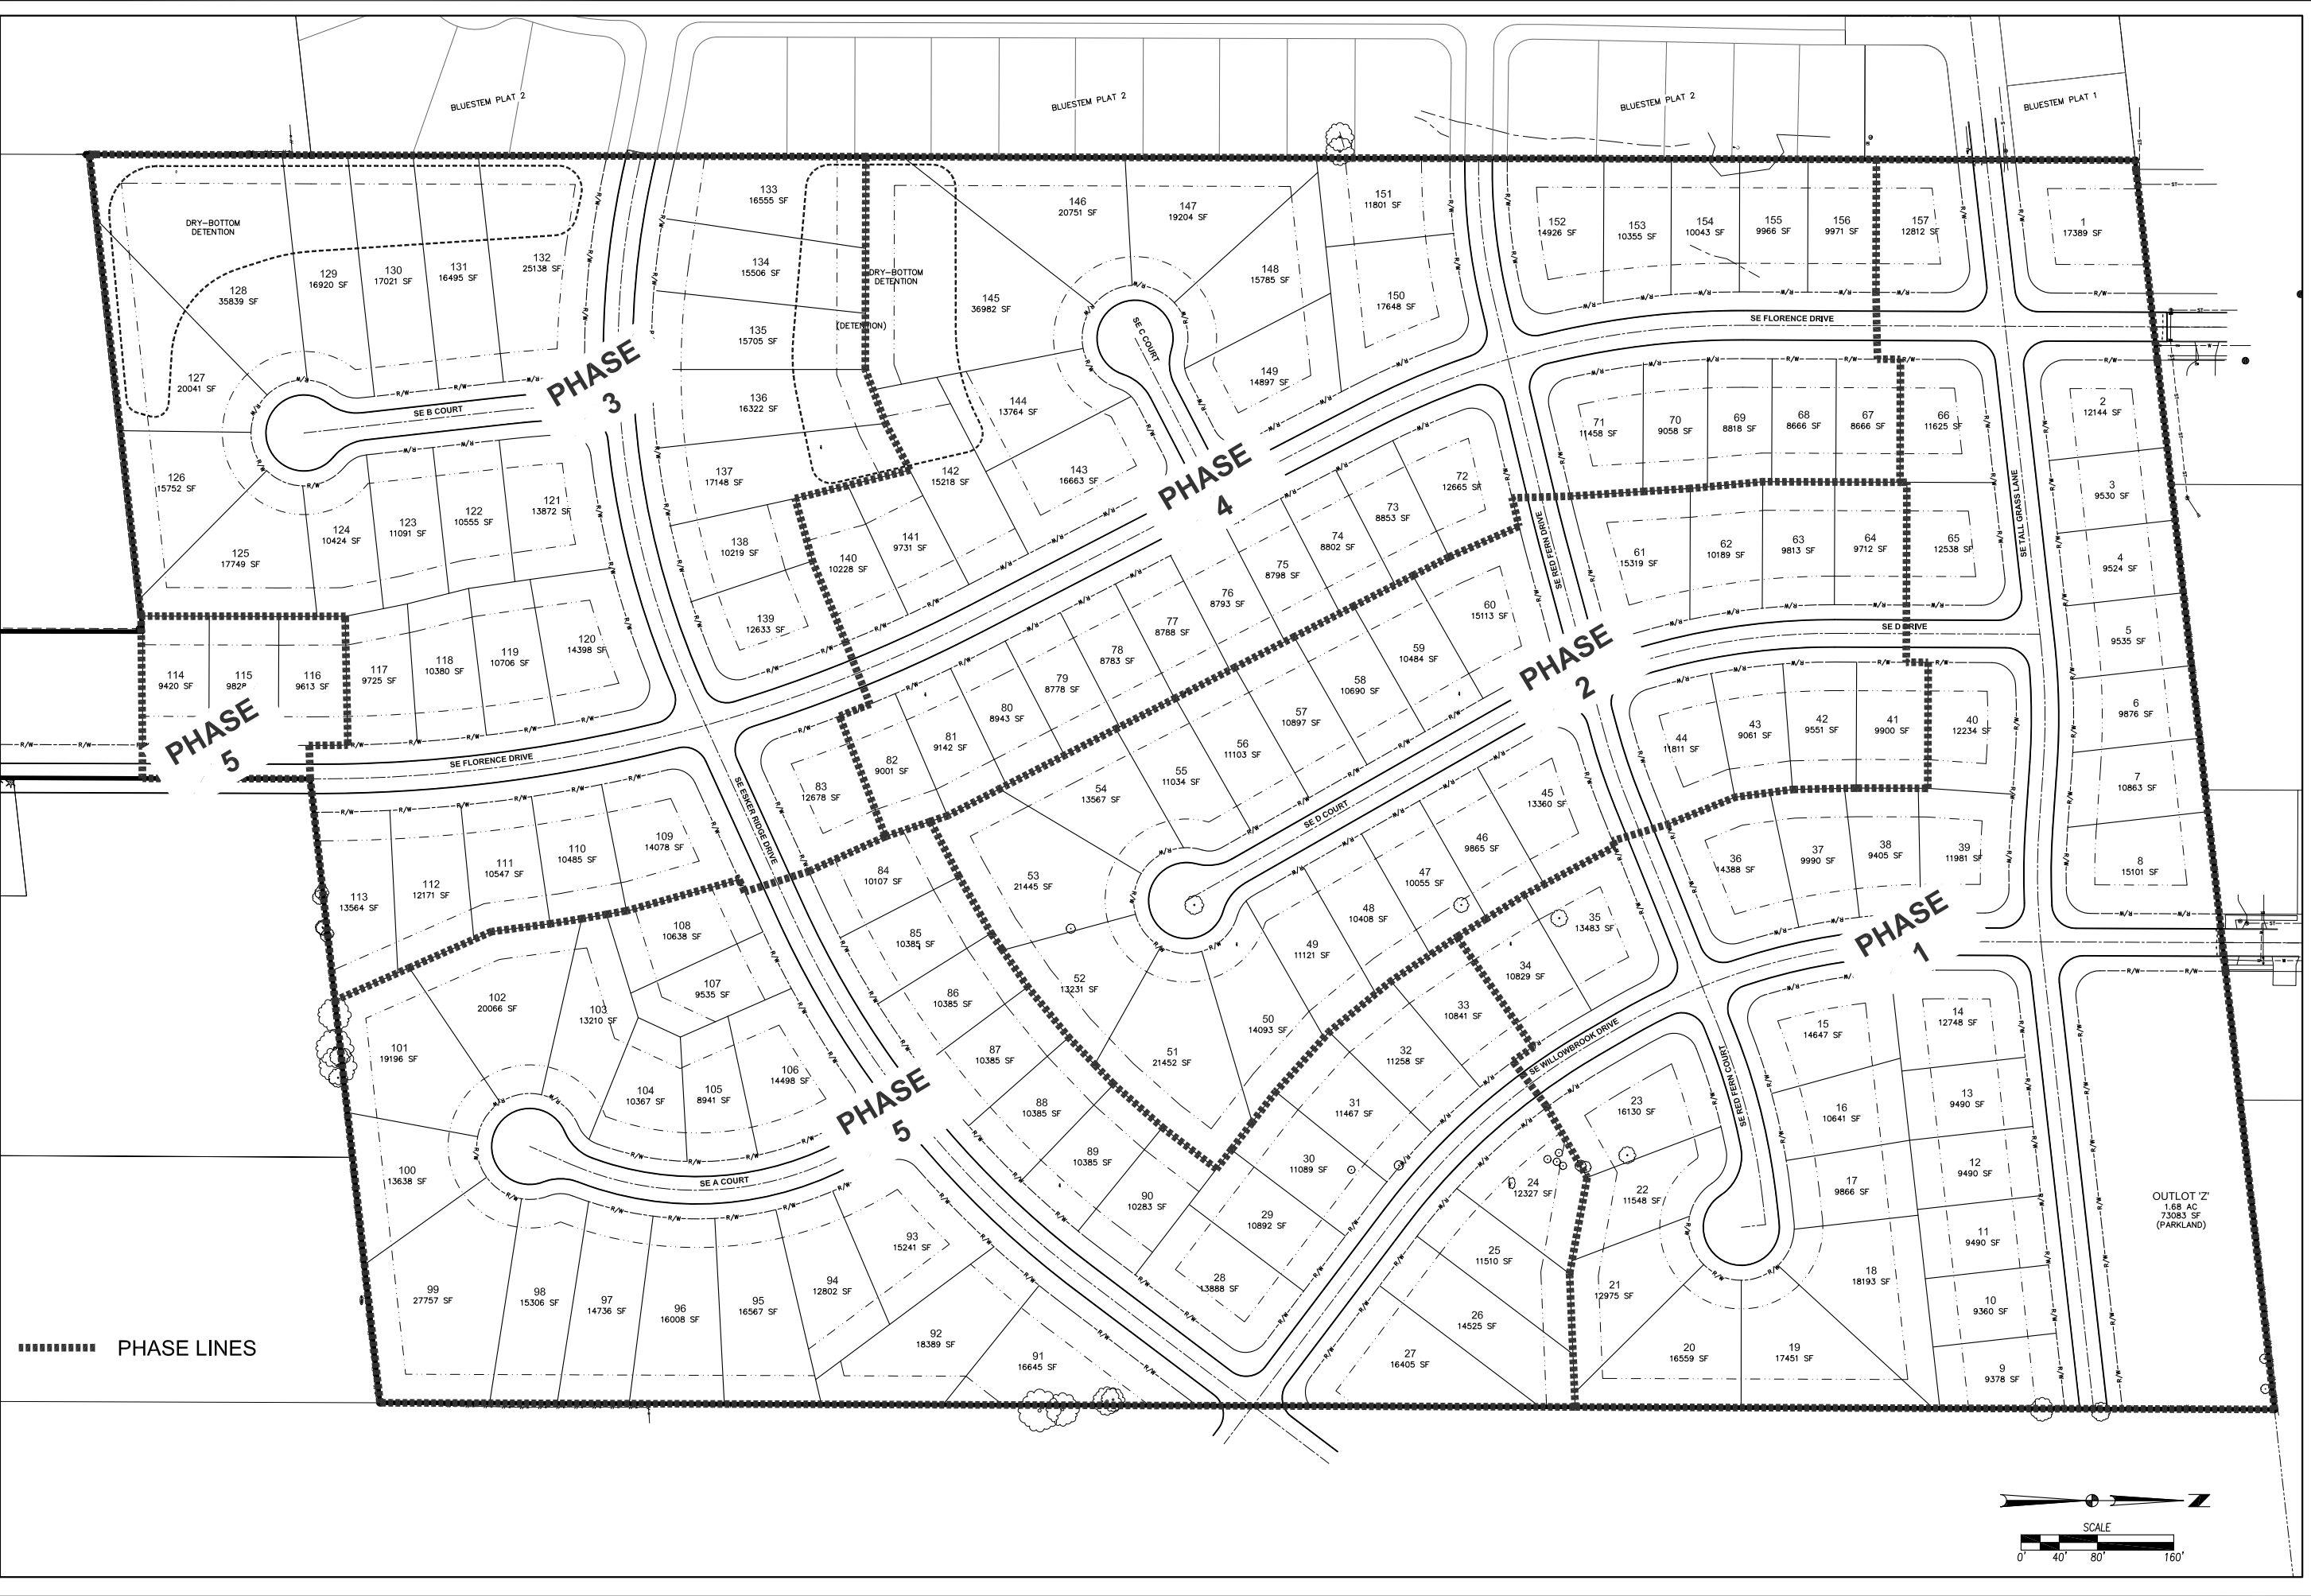 BLUESTEM PLAT 2
BLUESTEM PLAT 2
BLUESTEM PLAT 2
BLUESTEM PLAT 1
DRY-BOTTOM
DETENTION
128
35839 SF
129
16920 SF
130
17021 SF
131
16495 SF
132
25138 SF
133
16555 SF
134
15506 SF
135
15705 SF
136
16322 SF
137
17148 SF
DRY-BOTTOM
DETENTION
(DETENTION)
145
36982 SF
146
20751 SF
147
19204 SF
148
15785 SF
149
14897 SF
150
17648 SF
151
11801 SF
152
14926 SF
153
10355 SF
154
10043 SF
155
9966 SF
156
9971 SF
157
12812 SF
1
17389 SF
SE FLORENCE DRIVE
SE C COURT
127
20041 SF
126
15752 SF
125
17749 SF
SE B COURT
PHASE
3
124
10424 SF
123
11091 SF
122
10555 SF
121
13872 SF
138
10219 SF
139
12633 SF
140
10228 SF
141
9731 SF
142
15218 SF
143
16663 SF
144
13764 SF
PHASE
4
71
11458 SF
70
9058 SF
69
8818 SF
68
8666 SF
67
8666 SF
66
11625 SF
2
12144 SF
3
9530 SF
4
9524 SF
5
9535 SF
6
9876 SF
7
10863 SF
8
15101 SF
SE TALL GRASS LANE
SE RED FERN DRIVE
61
15319 SF
62
10189 SF
63
9813 SF
64
9712 SF
65
12538 SF
SE D DRIVE
72
12665 SF
73
8853 SF
74
8802 SF
75
8798 SF
76
8793 SF
77
8788 SF
78
8783 SF
79
8778 SF
80
8943 SF
81
9142 SF
82
9001 SF
83
12678 SF
114
9420 SF
115
116
9613 SF
117
9725 SF
118
10380 SF
119
10706 SF
120
14398 SF
PHASE
5
SE FLORENCE DRIVE
SE ESKER RIDGE DRIVE
60
15113 SF
59
10484 SF
58
10690 SF
57
10897 SF
56
11103 SF
55
11034 SF
54
13567 SF
53
21445 SF
52
13231 SF
51
21452 SF
50
14093 SF
49
11121 SF
48
10408 SF
47
10055 SF
46
9865 SF
45
13360 SF
SE D COURT
PHASE
2
44
11811 SF
43
9061 SF
42
9551 SF
41
9900 SF
40
12234 SF
36
14388 SF
37
9990 SF
38
9405 SF
39
11981 SF
PHASE
1
113
13564 SF
112
12171 SF
111
10547 SF
110
10485 SF
109
14078 SF
108
10638 SF
107
9535 SF
106
14498 SF
105
8941 SF
104
10367 SF
103
13210 SF
102
20066 SF
101
19196 SF
100
13638 SF
99
27757 SF
98
15306 SF
97
14736 SF
96
16008 SF
95
16567 SF
94
12802 SF
93
15241 SF
92
18389 SF
91
16645 SF
SE A COURT
PHASE
5
84
10107 SF
85
10385 SF
86
10385 SF
87
10385 SF
88
10385 SF
89
10385 SF
90
10283 SF
28
13888 SF
29
10892 SF
30
11089 SF
31
11467 SF
32
11258 SF
33
10841 SF
34
10829 SF
35
13483 SF
SE WILLOWBROOK DRIVE
SE RED FERN COURT
27
16405 SF
26
14525 SF
25
11510 SF
24
12327 SF
23
16130 SF
22
11548 SF
21
12975 SF
20
16559 SF
19
17451 SF
18
18193 SF
17
9866 SF
16
10641 SF
15
14647 SF
14
12748 SF
13
9490 SF
12
9490 SF
11
9490 SF
10
9360 SF
9
9378 SF
OUTLOT 'Z'
1.68 AC
73083 SF
(PARKLAND)
PHASE LINES
Z
SCALE
0' 40' 80' 160'